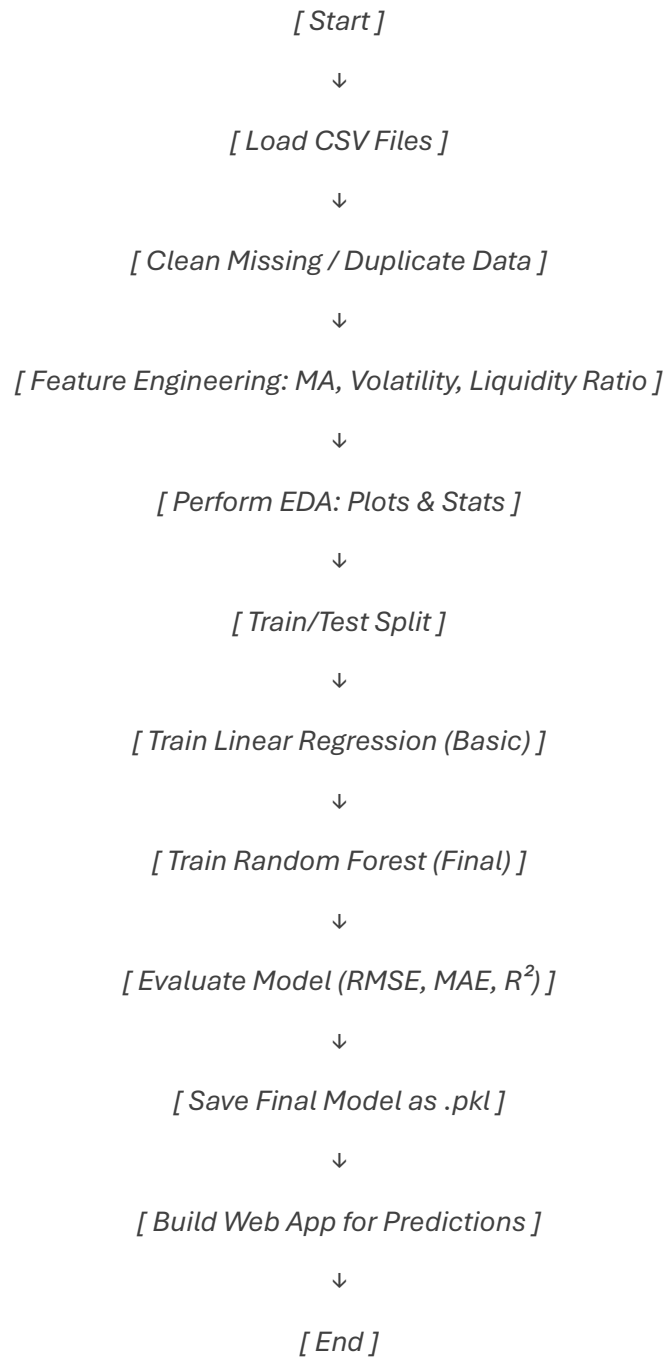 [ Start ]
↓
[ Load CSV Files ]
↓
[ Clean Missing / Duplicate Data ]
↓
[ Feature Engineering: MA, Volatility, Liquidity Ratio ]
↓
[ Perform EDA: Plots & Stats ]
↓
[ Train/Test Split ]
↓
[ Train Linear Regression (Basic) ]
↓
[ Train Random Forest (Final) ]
↓
[ Evaluate Model (RMSE, MAE, R²) ]
↓
[ Save Final Model as .pkl ]
↓
[ Build Web App for Predictions ]
↓
[ End ]